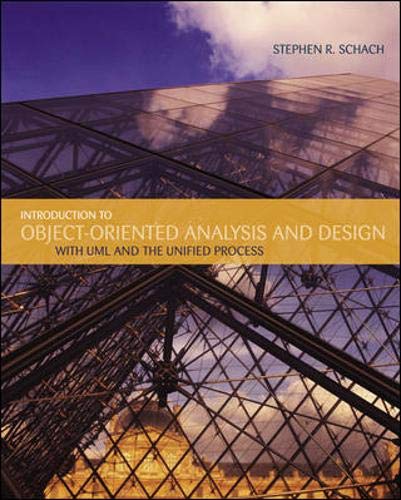 STEPHEN R. SCHACH
INTRODUCTION TO
OBJECT-ORIENTED ANALYSIS AND DESIGN
WITH UML AND THE UNIFIED PROCESS